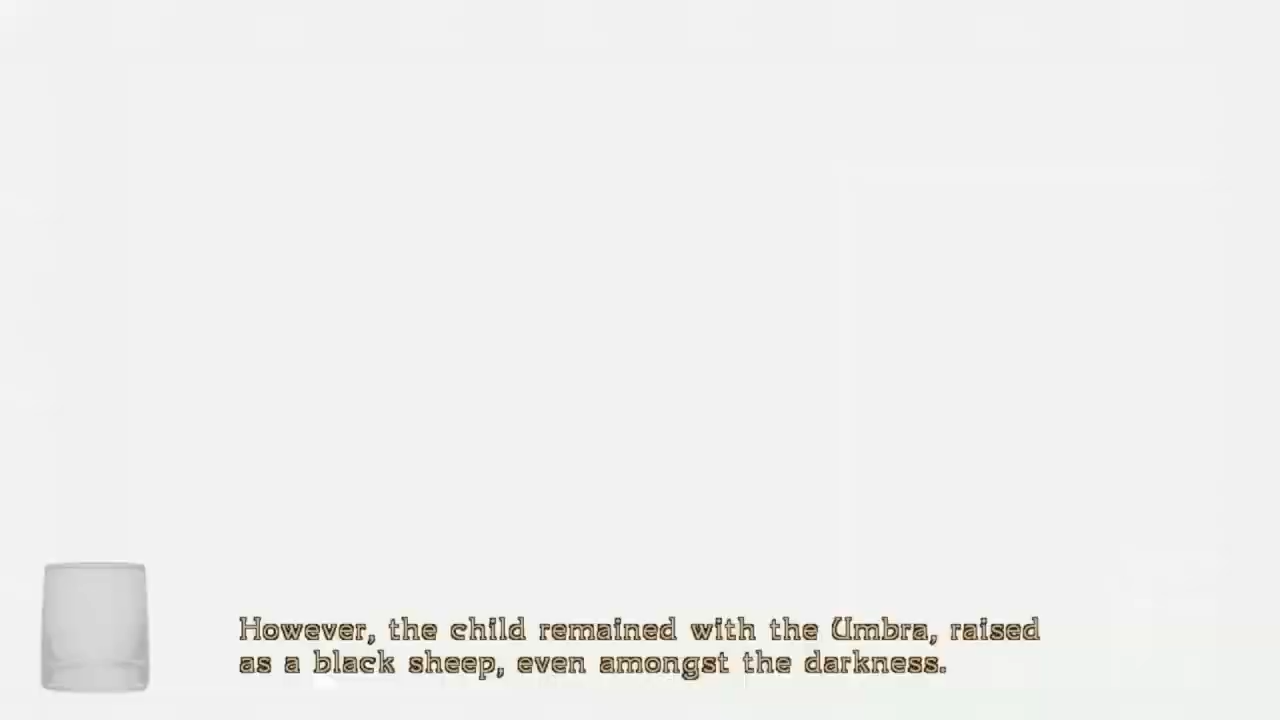 However, the child remained with the Umbra, raised
as a black sheep, even amongst the darkness.